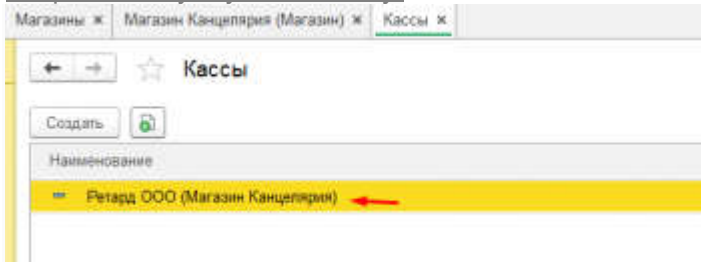 Магазины × Магазин Канцелярия (Магазин) × Кассы ×
Кассы
Создать
Наименование
Ретард ООО (Магазин Канцелярия)